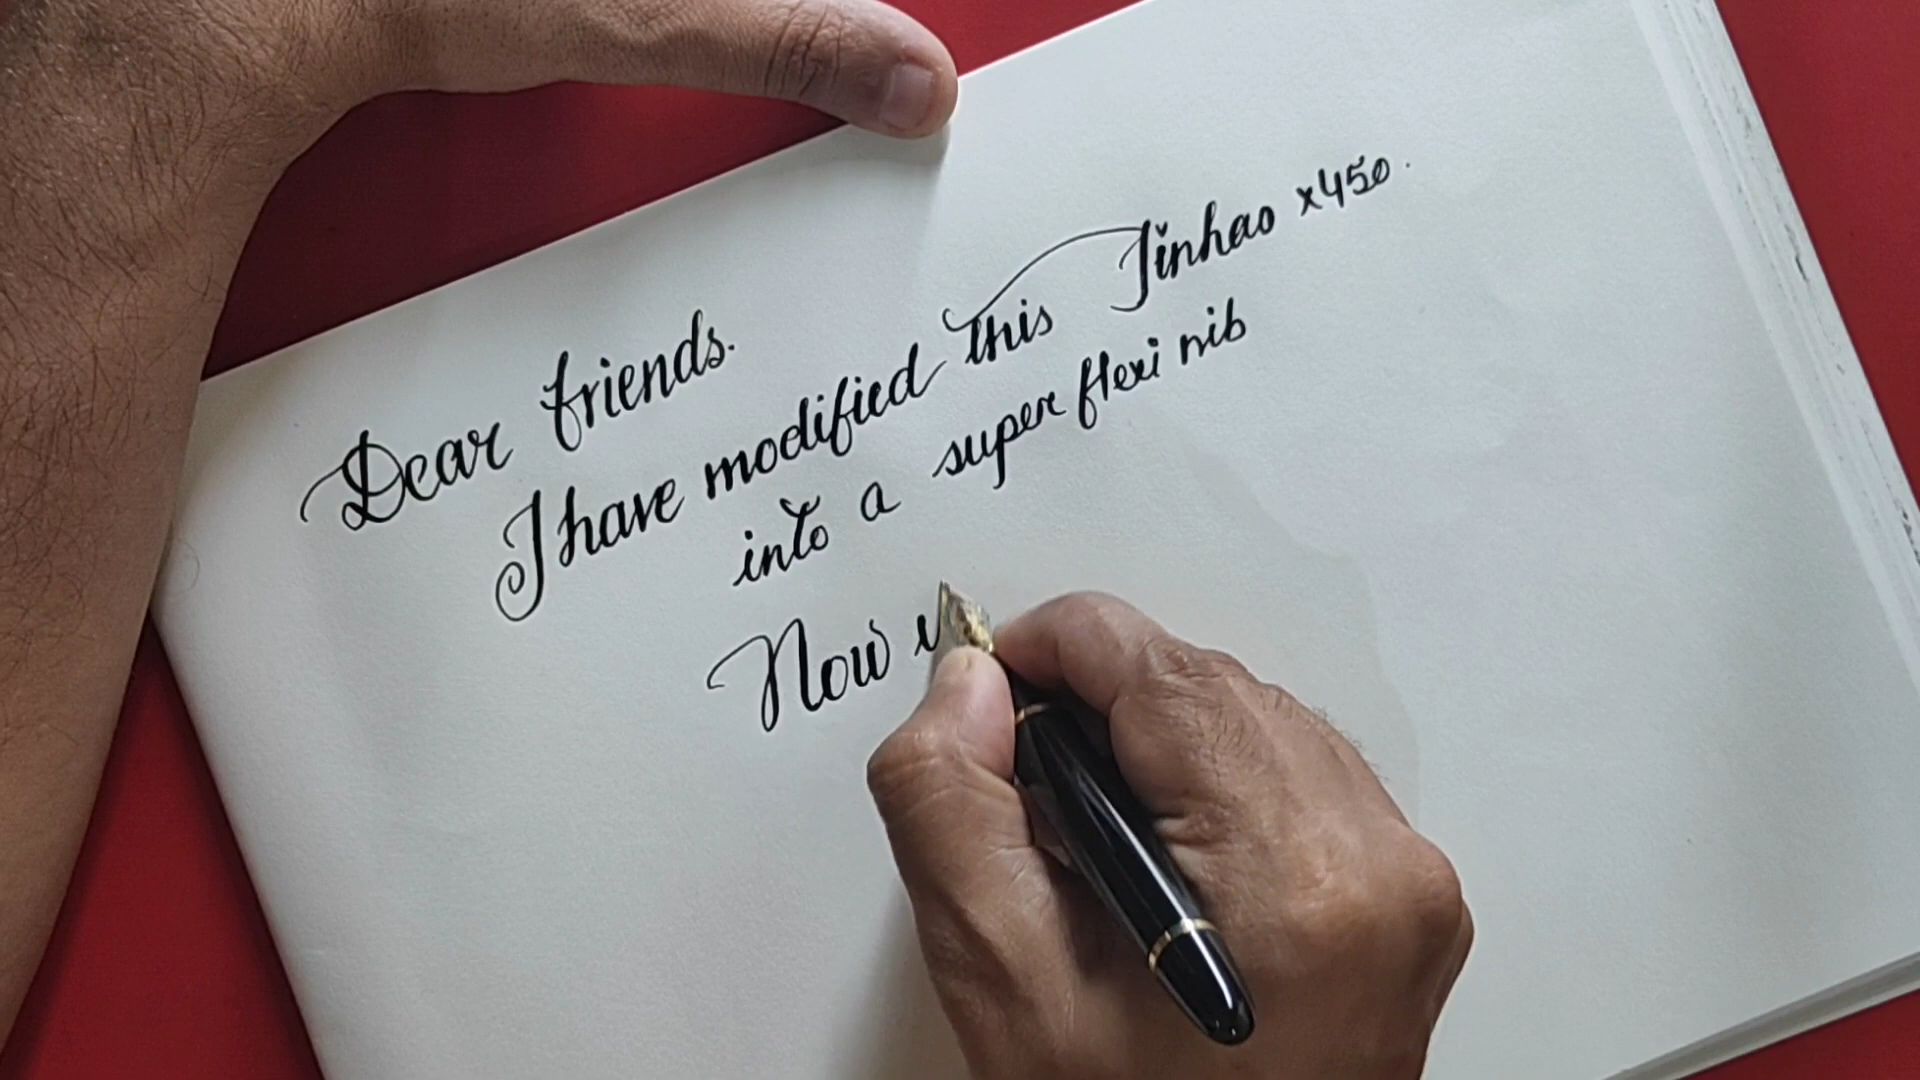 Dear friends.
I have modified this Jinhao x450.
into a super flexi nib
Now